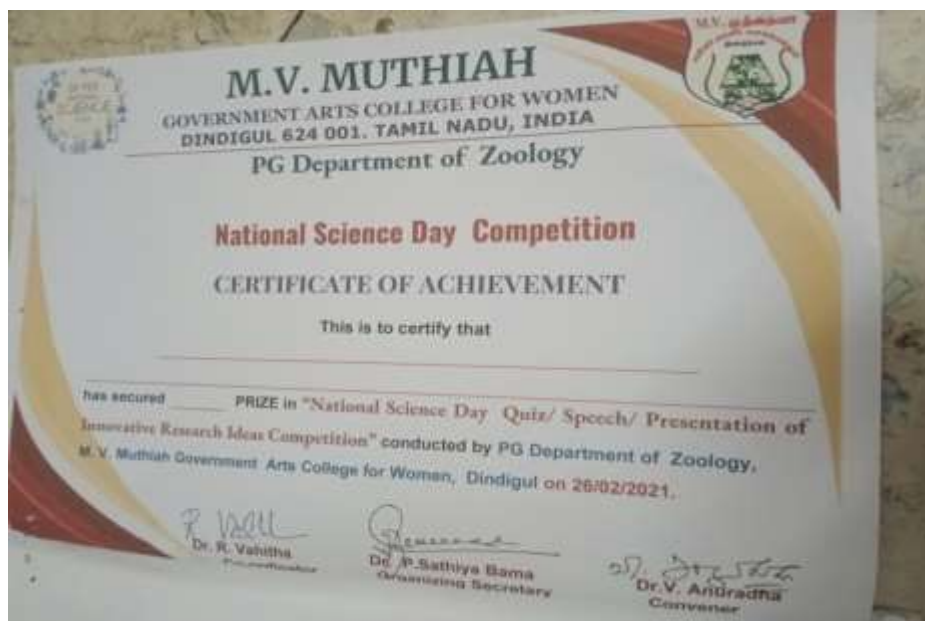 M.V. MUTHIAH
GOVERNMENT ARTS COLLEGE FOR WOMEN
DINDIGUL 624 001. TAMIL NADU, INDIA
PG Department of Zoology
National Science Day Competition
CERTIFICATE OF ACHIEVEMENT
This is to certify that
has secured PRIZE in "National Science Day Quiz/ Speech/ Presentation of
Innovative Research Ideas Competition" conducted by PG Department of Zoology,
M. V. Muthiah Government Arts College for Women, Dindigul on 26/02/2021.
Dr. R. Vahitha
Dr. P.Sathiya Bama
Organizing Secretary
Dr.V. Anuradha
Convener